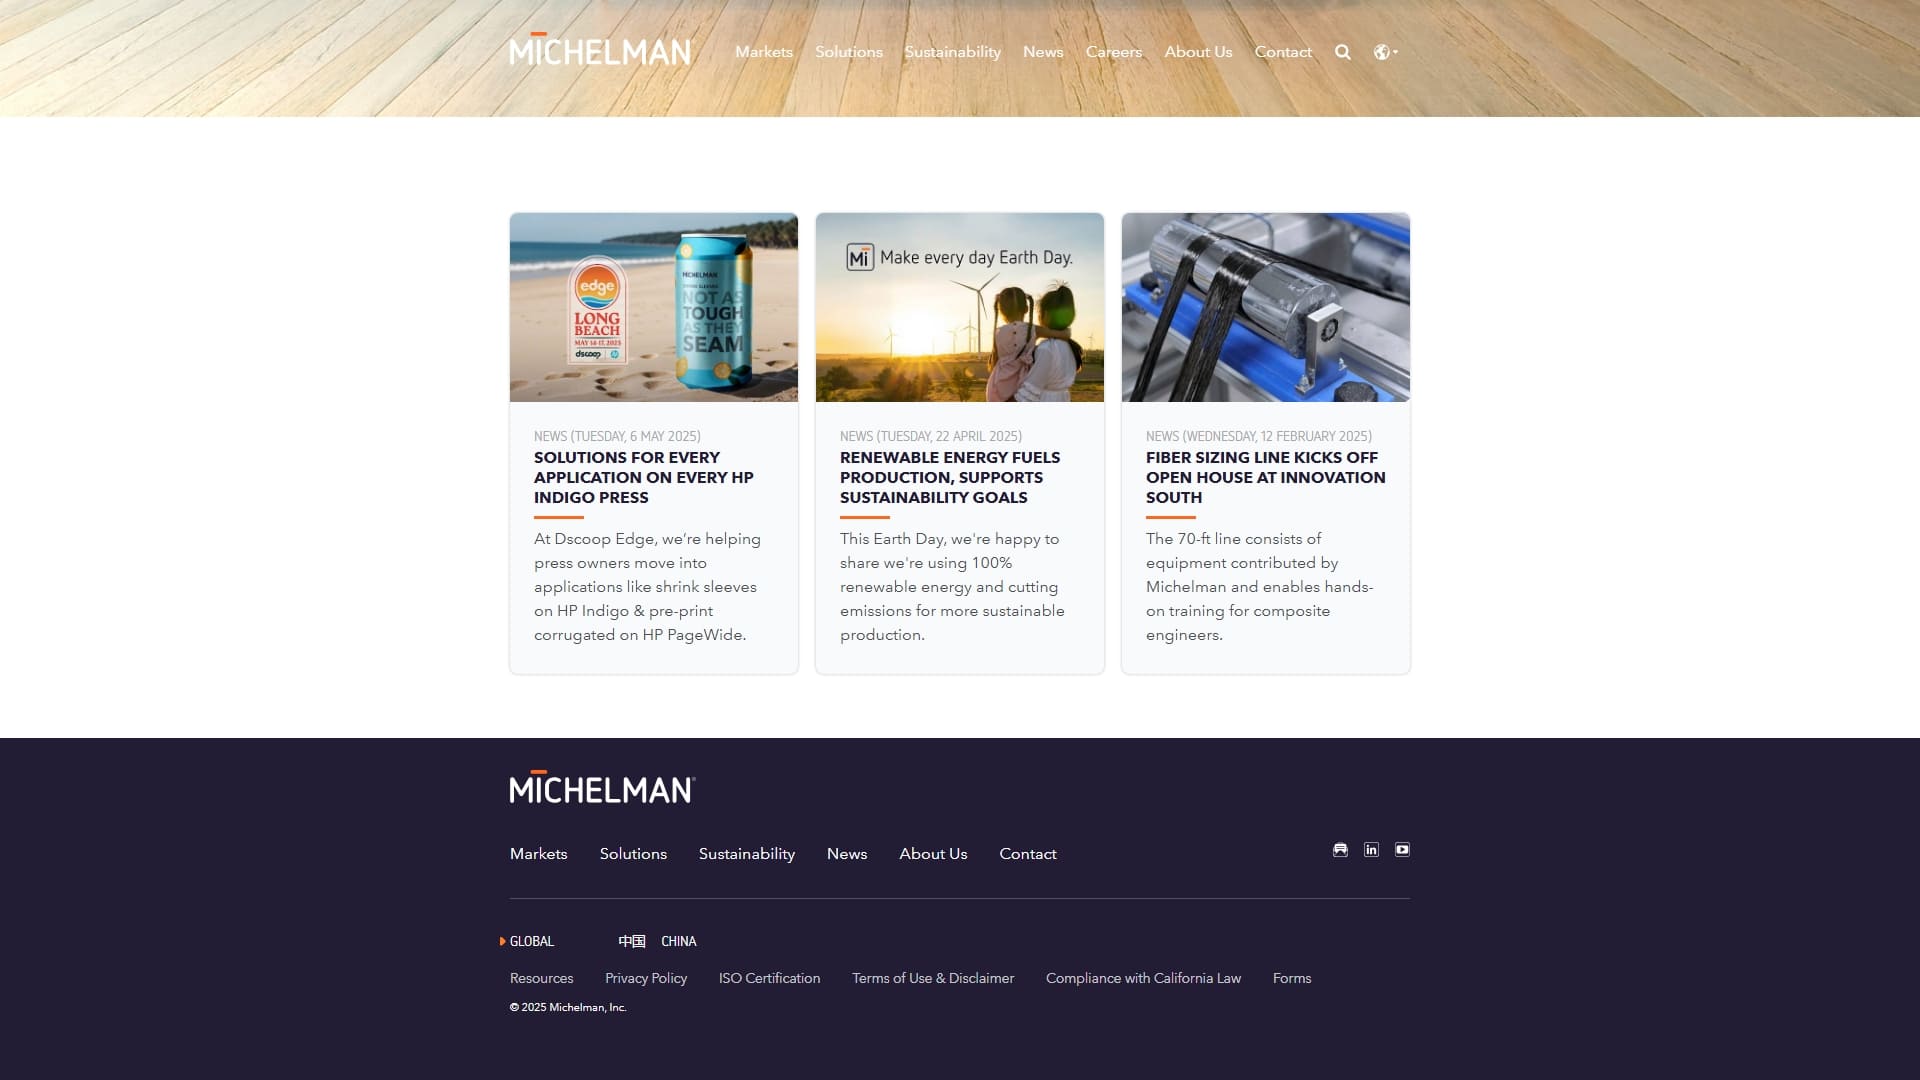 MICHELMAN
Markets Solutions Sustainability News Careers About Us Contact
edge
LONG
BEACH
MAY 14-17, 2025
dscoop hp
MICHELMAN
NOT AS
TOUGH
AS THEY
SEAM
Mi Make every day Earth Day.
NEWS (TUESDAY, 6 MAY 2025)
SOLUTIONS FOR EVERY
APPLICATION ON EVERY HP
INDIGO PRESS
At Dscoop Edge, we’re helping
press owners move into
applications like shrink sleeves
on HP Indigo & pre-print
corrugated on HP PageWide.
NEWS (TUESDAY, 22 APRIL 2025)
RENEWABLE ENERGY FUELS
PRODUCTION, SUPPORTS
SUSTAINABILITY GOALS
This Earth Day, we're happy to
share we're using 100%
renewable energy and cutting
emissions for more sustainable
production.
NEWS (WEDNESDAY, 12 FEBRUARY 2025)
FIBER SIZING LINE KICKS OFF
OPEN HOUSE AT INNOVATION
SOUTH
The 70-ft line consists of
equipment contributed by
Michelman and enables hands-
on training for composite
engineers.
MICHELMAN
Markets Solutions Sustainability News About Us Contact
in
GLOBAL 中国 CHINA
Resources Privacy Policy ISO Certification Terms of Use & Disclaimer Compliance with California Law Forms
© 2025 Michelman, Inc.